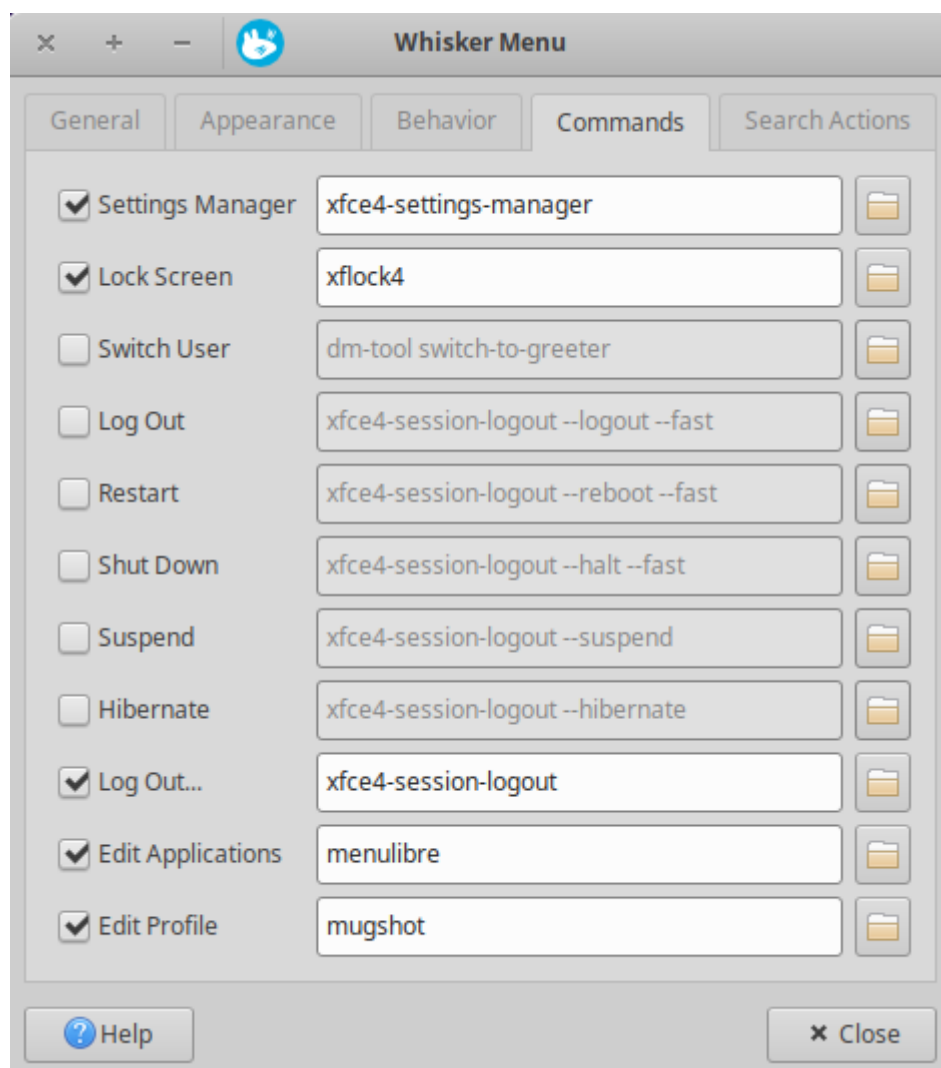 Whisker Menu
General Appearance Behavior Commands Search Actions
Settings Manager xfce4-settings-manager
Lock Screen xflock4
Switch User dm-tool switch-to-greeter
Log Out xfce4-session-logout --logout --fast
Restart xfce4-session-logout --reboot --fast
Shut Down xfce4-session-logout --halt --fast
Suspend xfce4-session-logout --suspend
Hibernate xfce4-session-logout --hibernate
Log Out... xfce4-session-logout
Edit Applications menulibre
Edit Profile mugshot
Help Close